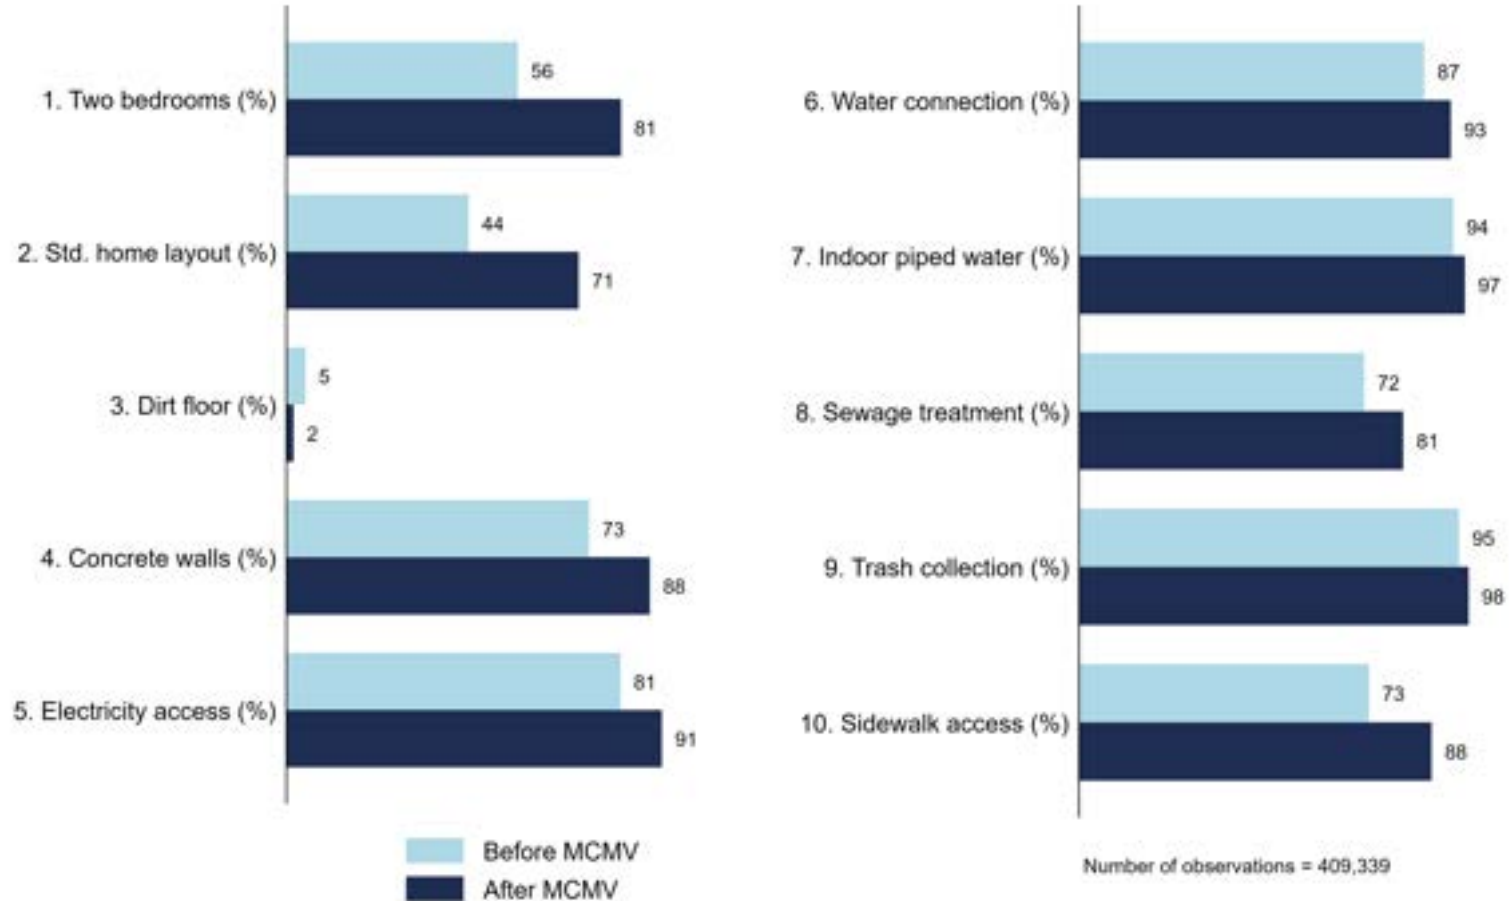 1. Two bedrooms (%)
56
81
2. Std. home layout (%)
44
71
3. Dirt floor (%)
5
2
4. Concrete walls (%)
73
88
5. Electricity access (%)
81
91
6. Water connection (%)
87
93
7. Indoor piped water (%)
94
97
8. Sewage treatment (%)
72
81
9. Trash collection (%)
95
98
10. Sidewalk access (%)
73
88
Before MCMV
After MCMV
Number of observations = 409,339